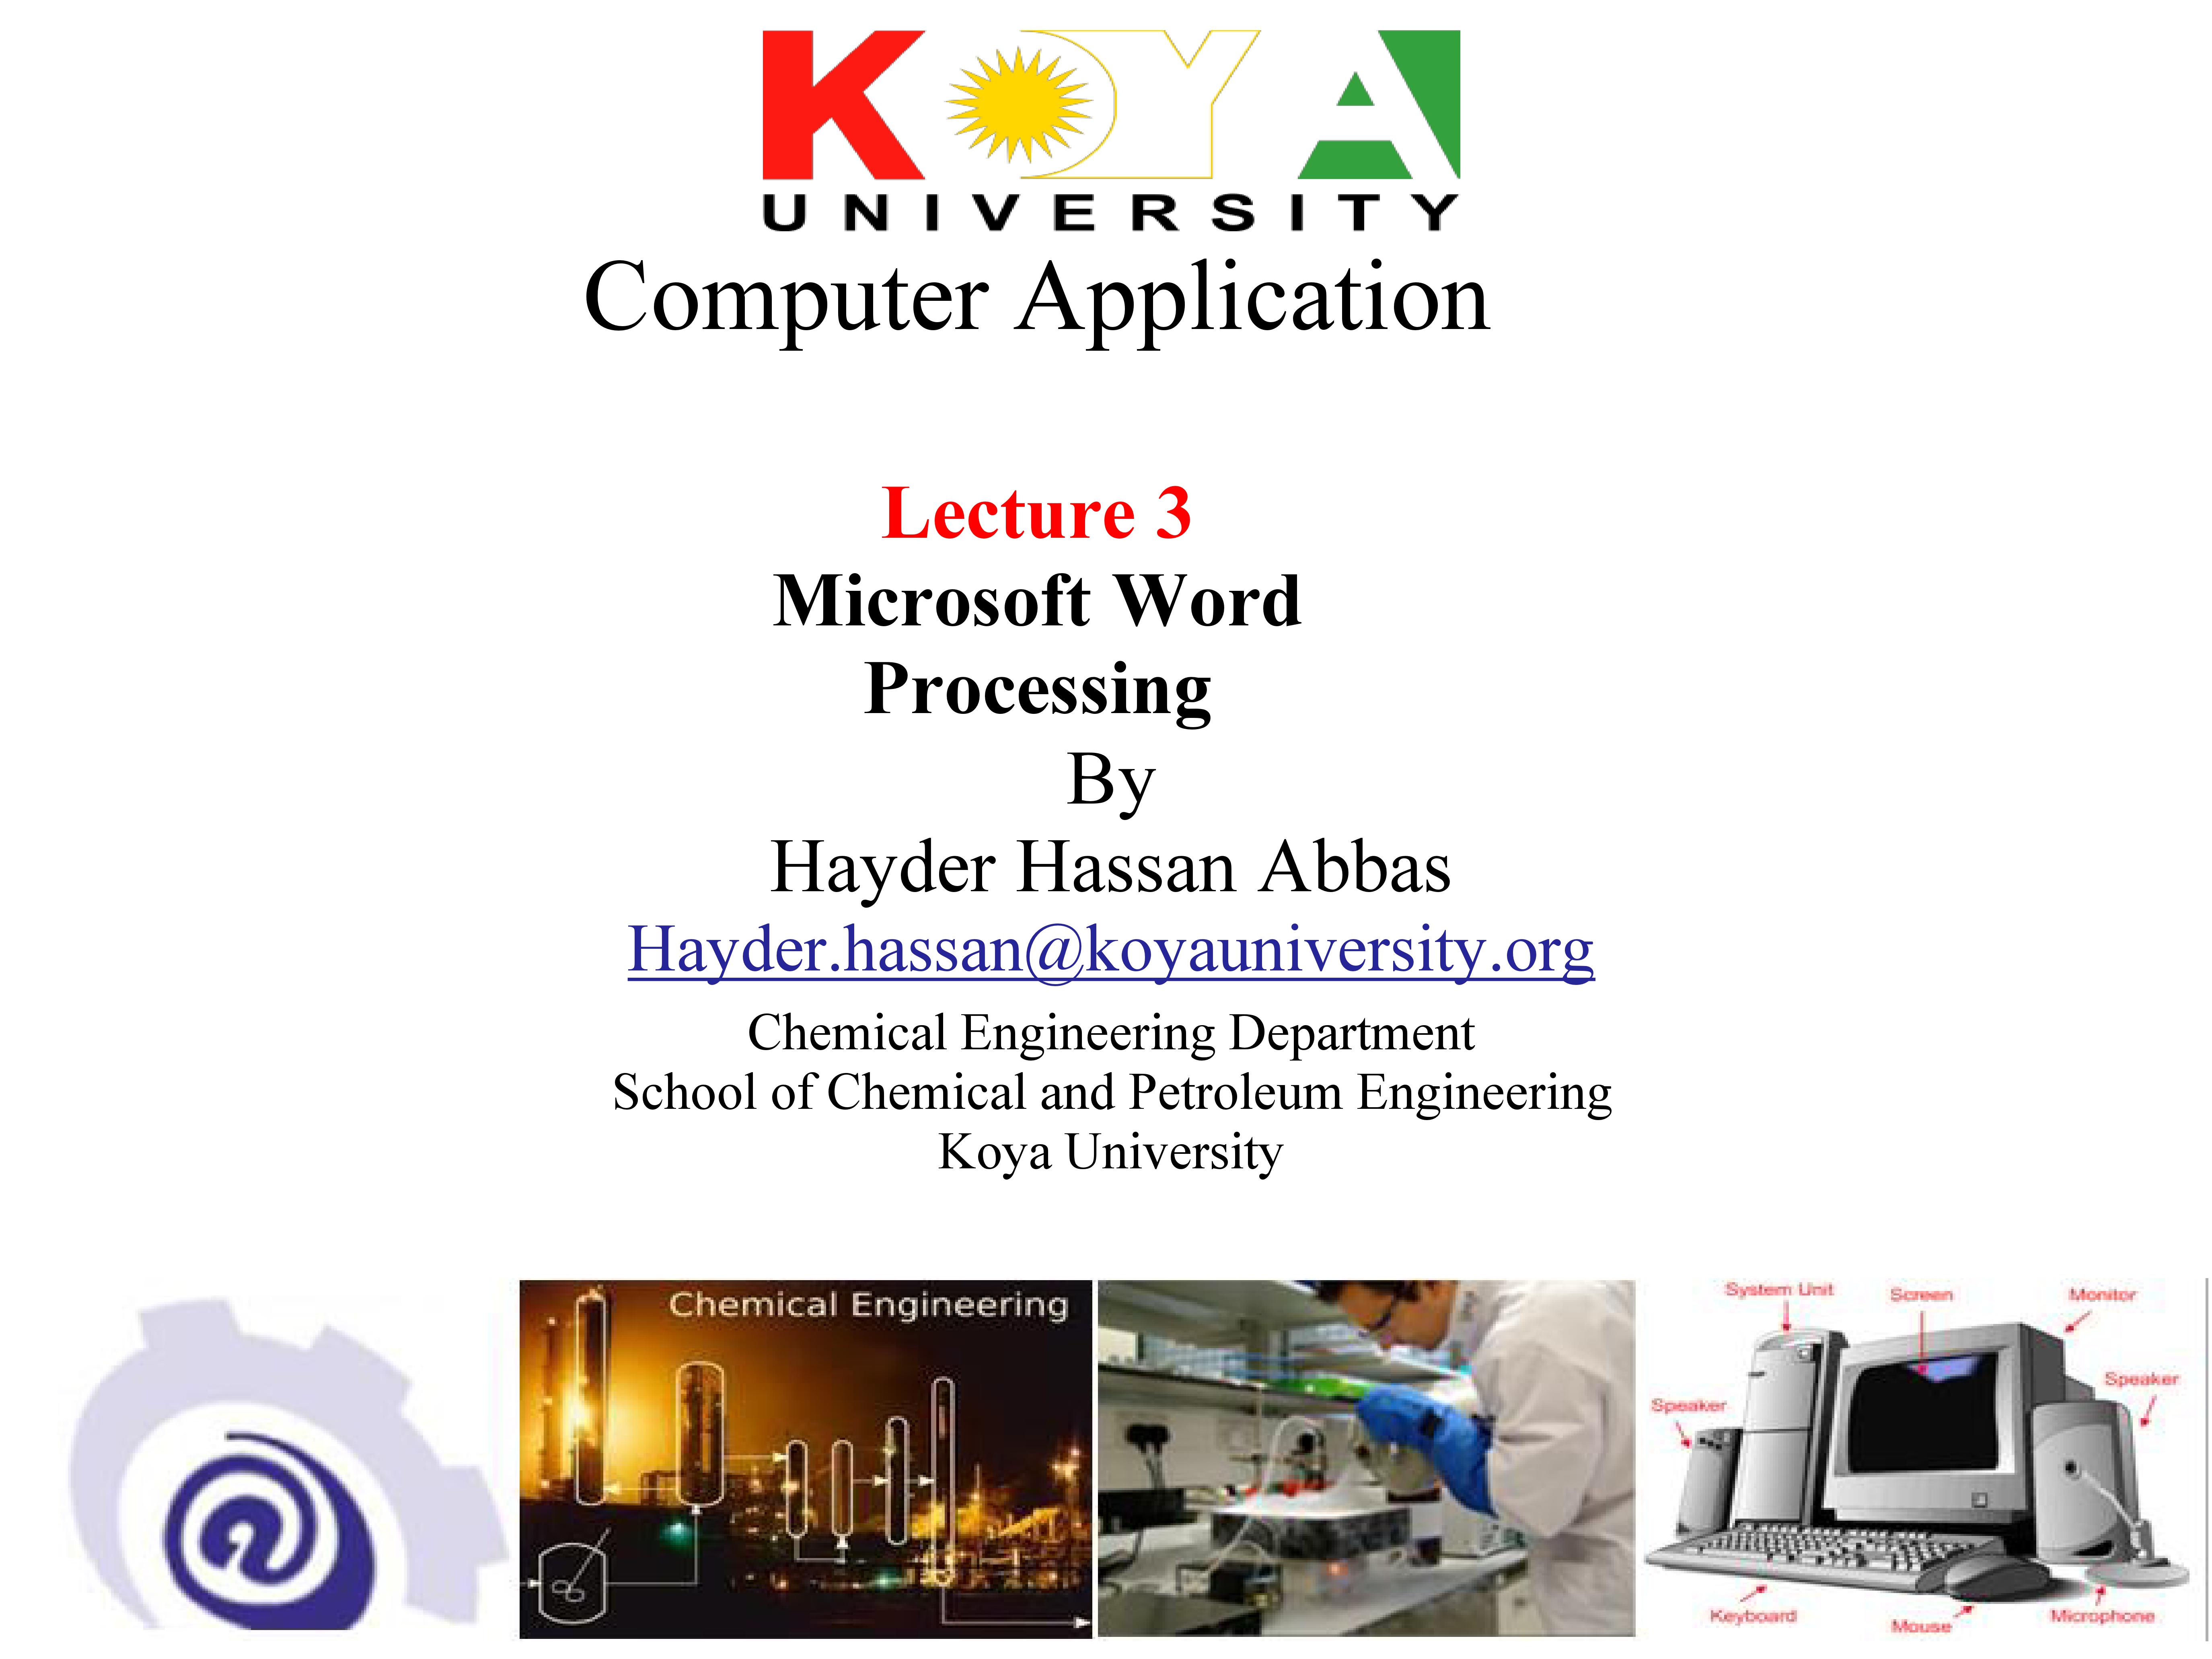 KOYA
UNIVERSITY
Computer Application
Lecture 3
Microsoft Word
Processing
By
Hayder Hassan Abbas
Hayder.hassan@koyauniversity.org
Chemical Engineering Department
School of Chemical and Petroleum Engineering
Koya University
Chemical Engineering
System Unit
Screen
Monitor
Speaker
Speaker
Keyboard
Mouse
Microphone